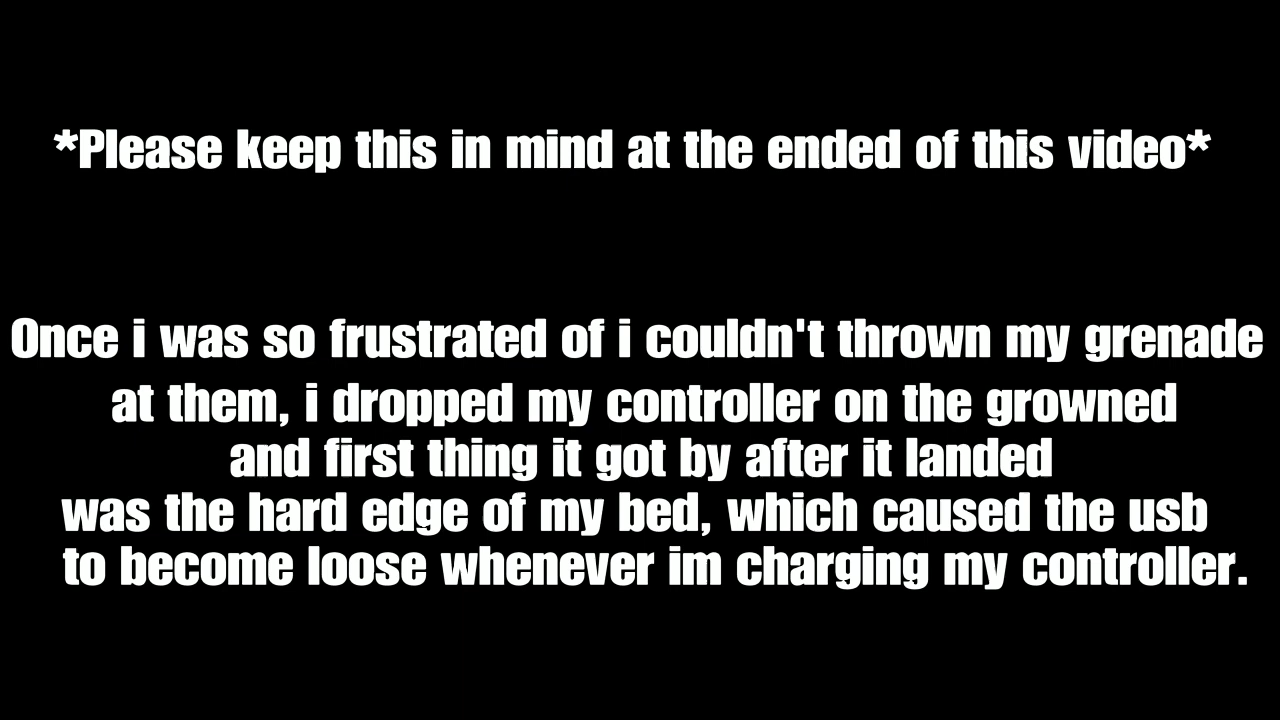 *Please keep this in mind at the ended of this video*
Once i was so frustrated of i couldn't thrown my grenade
at them, i dropped my controller on the growned
and first thing it got by after it landed
was the hard edge of my bed, which caused the usb
to become loose whenever im charging my controller.